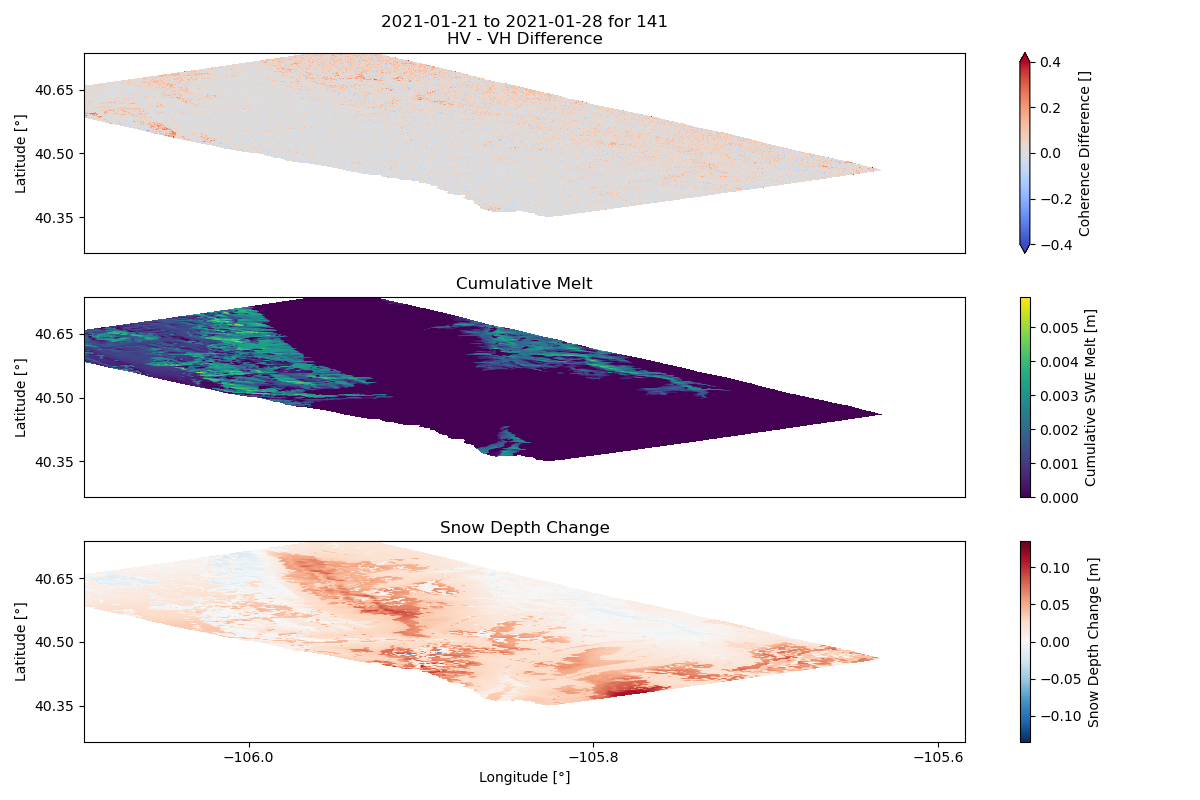 2021-01-21 to 2021-01-28 for 141
HV - VH Difference
Latitude [°]
40.65
40.50
40.35
0.4
0.2
0.0
−0.2
−0.4
Coherence Difference []
Cumulative Melt
Latitude [°]
40.65
40.50
40.35
0.005
0.004
0.003
0.002
0.001
0.000
Cumulative SWE Melt [m]
Snow Depth Change
Latitude [°]
40.65
40.50
40.35
0.10
0.05
0.00
−0.05
−0.10
Snow Depth Change [m]
−106.0
−105.8
−105.6
Longitude [°]